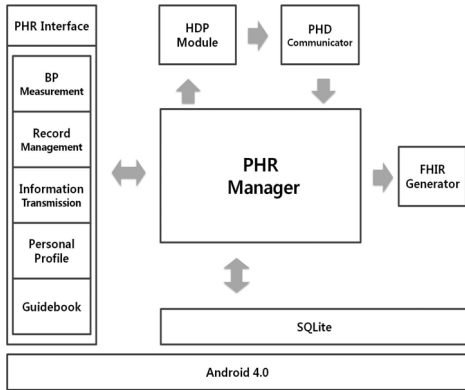 PHR Interface
BP
Measurement
Record
Management
Information
Transmission
Personal
Profile
Guidebook
HDP
Module
PHD
Communicator
PHR
Manager
FHIR
Generator
SQLite
Android 4.0